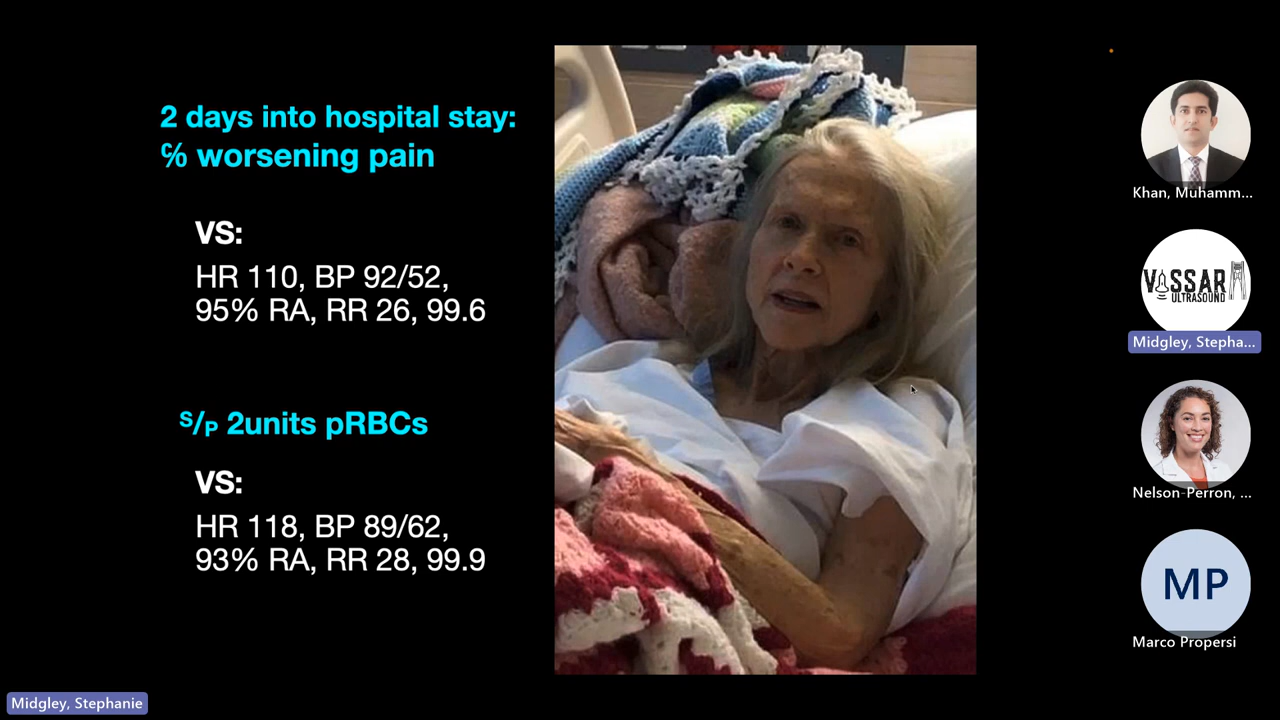 2 days into hospital stay:
℅ worsening pain
VS:
HR 110, BP 92/52,
95% RA, RR 26, 99.6
S/P 2units pRBCs
VS:
HR 118, BP 89/62,
93% RA, RR 28, 99.9
Khan, Muhamm...
VASSAR
ULTRASOUND
Midgley, Stepha...
Nelson-Perron, ...
MP
Marco Propersi
Midgley, Stephanie